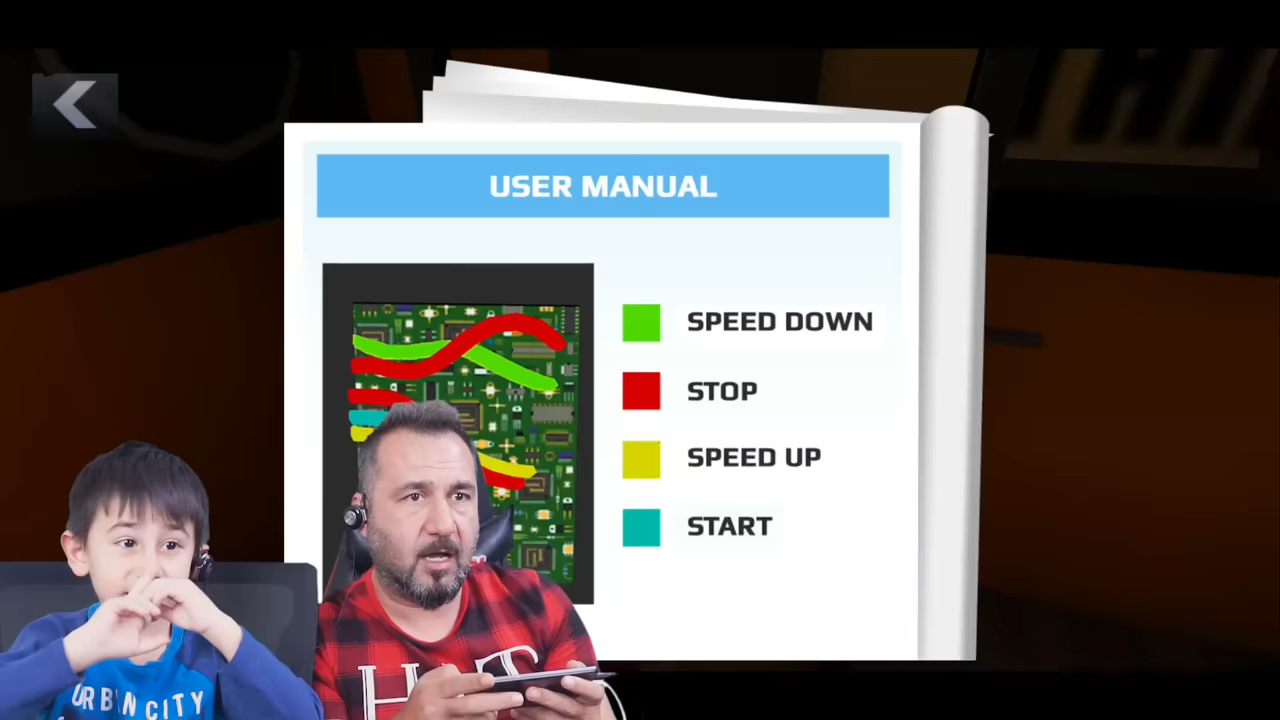 USER MANUAL
SPEED DOWN
STOP
SPEED UP
START
URBAN CITY